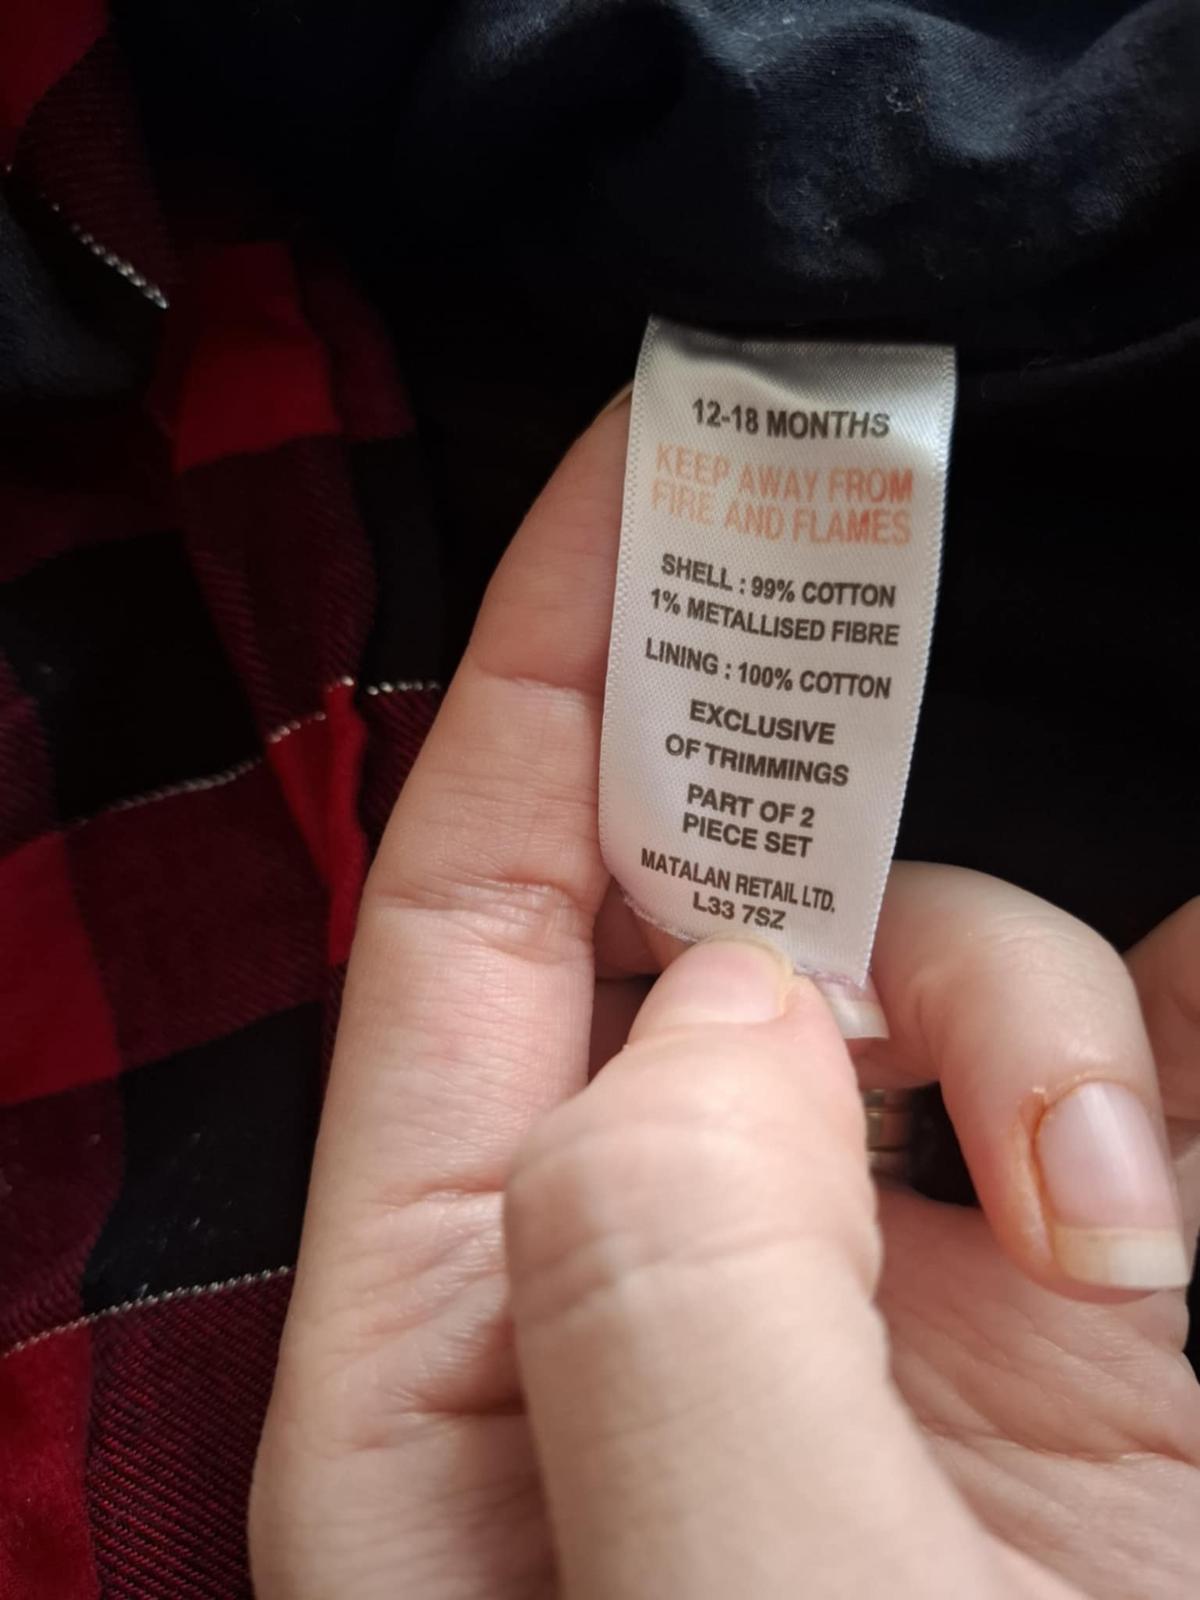 12-18 MONTHS
KEEP AWAY FROM
FIRE AND FLAMES
SHELL : 99% COTTON
1% METALLISED FIBRE
LINING : 100% COTTON
EXCLUSIVE
OF TRIMMINGS
PART OF 2
PIECE SET
MATALAN RETAIL LTD.
L33 7SZ